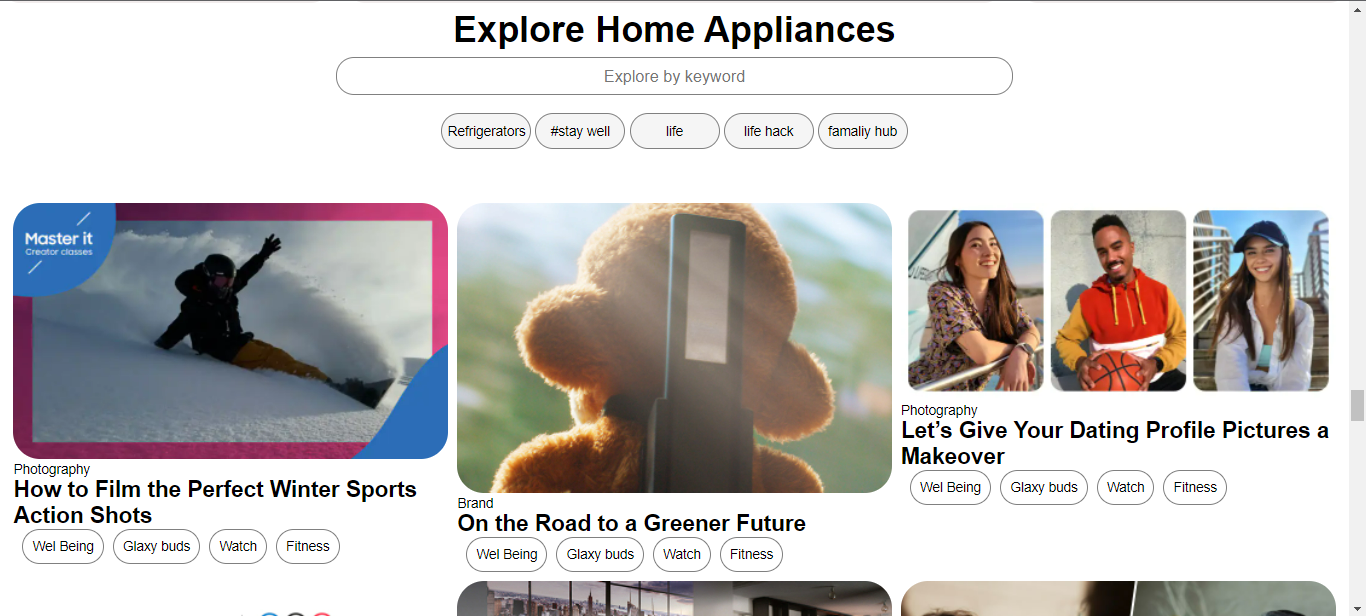 Explore Home Appliances
Explore by keyword
Refrigerators
#stay well
life
life hack
famaliy hub
Master it
Creator classes
Photography
How to Film the Perfect Winter Sports
Action Shots
Wel Being
Glaxy buds
Watch
Fitness
Brand
On the Road to a Greener Future
Wel Being
Glaxy buds
Watch
Fitness
Photography
Let’s Give Your Dating Profile Pictures a
Makeover
Wel Being
Glaxy buds
Watch
Fitness